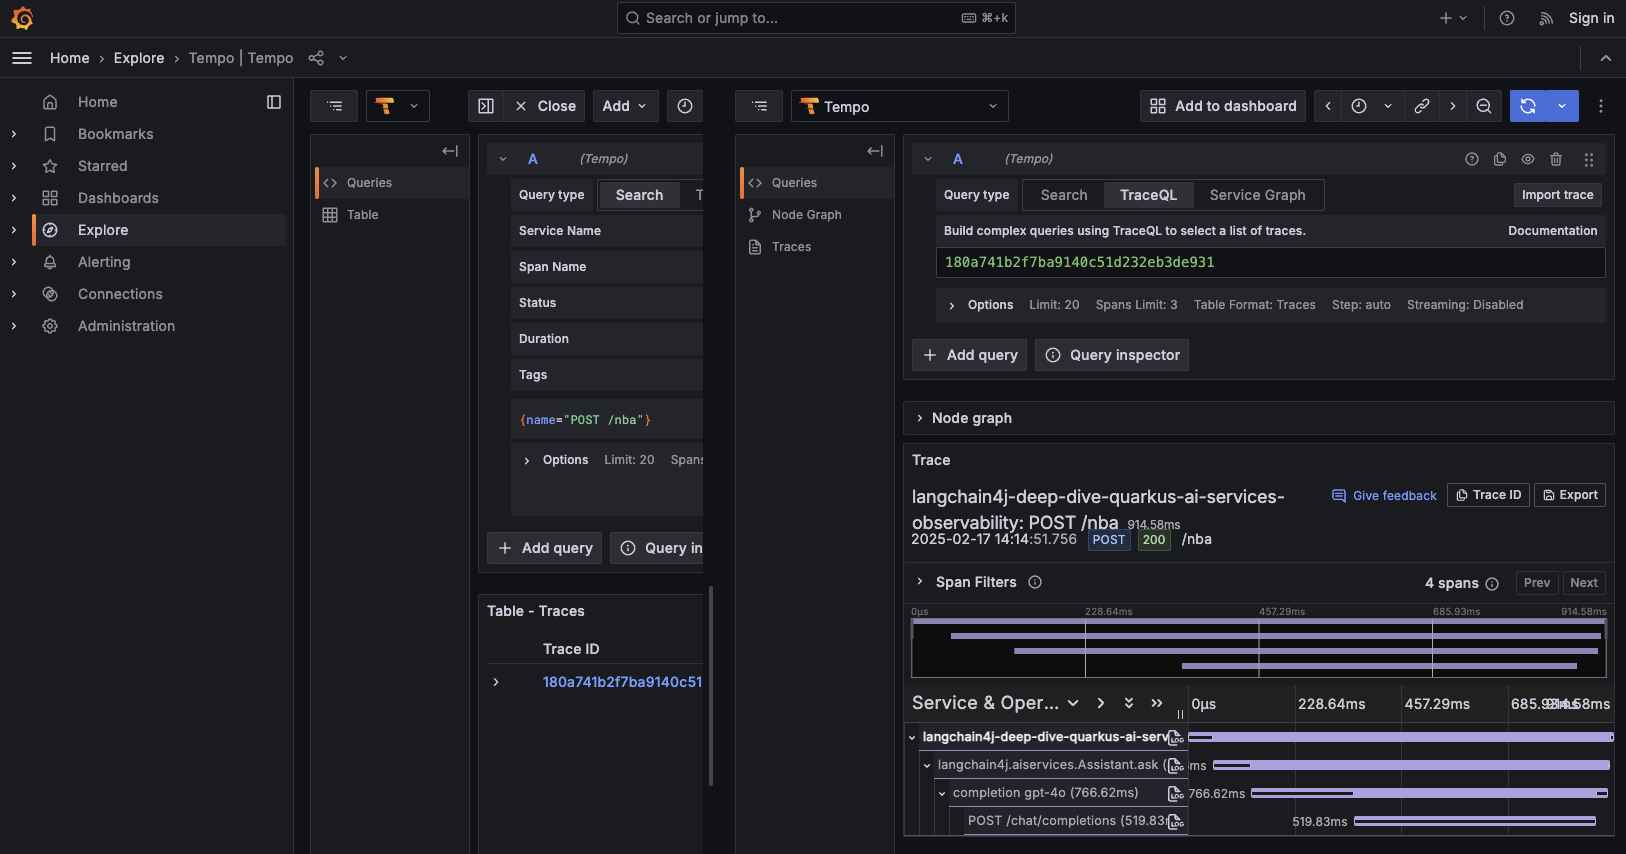 Search or jump to...
⌘+k
Sign in
Home
Explore
Tempo | Tempo
Home
Bookmarks
Starred
Dashboards
Explore
Alerting
Connections
Administration
Close
Add
Queries
Table
A
(Tempo)
Query type
Search
T
Service Name
Span Name
Status
Duration
Tags
{name="POST /nba"}
Options
Limit: 20
Spans
Add query
Query in
Table - Traces
Trace ID
180a741b2f7ba9140c51
Tempo
Add to dashboard
Queries
Node Graph
Traces
A
(Tempo)
Query type
Search
TraceQL
Service Graph
Import trace
Build complex queries using TraceQL to select a list of traces.
Documentation
180a741b2f7ba9140c51d232eb3de931
Options
Limit: 20
Spans Limit: 3
Table Format: Traces
Step: auto
Streaming: Disabled
Add query
Query inspector
Node graph
Trace
langchain4j-deep-dive-quarkus-ai-services-
observability: POST /nba 914.58ms
Give feedback
Trace ID
Export
2025-02-17 14:14:51.756
POST
200
/nba
Span Filters
4 spans
Prev
Next
0μs
228.64ms
457.29ms
685.93ms
914.58ms
Service & Oper...
0μs
228.64ms
457.29ms
685.93ms
914.58ms
langchain4j-deep-dive-quarkus-ai-serv
LOG
langchain4j.aiservices.Assistant.ask (
LOG
ms
completion gpt-4o (766.62ms)
LOG
766.62ms
POST /chat/completions (519.83m
LOG
519.83ms